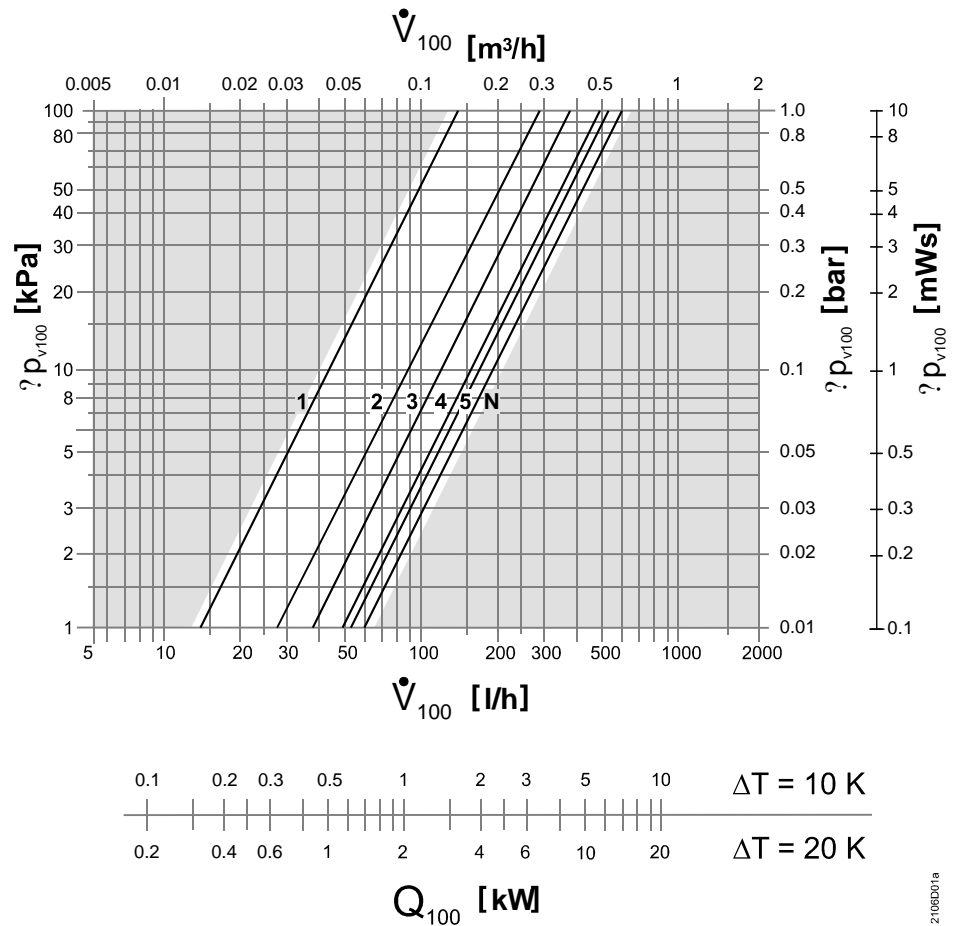 V̇100 [m³/h]
0.005 0.01 0.02 0.03 0.05 0.1 0.2 0.3 0.5 1 2
100 1.0 10
80 0.8 8
50 0.5 5
40 0.4 4
30 0.3 3
20 0.2 2
10 0.1 1
8
5 0.05 0.5
3 0.03 0.3
2 0.02 0.2
1 0.01 0.1
? pv100 [kPa]
? pv100 [bar]
? pv100 [mWs]
1 2 3 4 5 N
5 10 20 30 50 100 200 300 500 1000 2000
V̇100 [l/h]
0.1 0.2 0.3 0.5 1 2 3 5 10 ΔT = 10 K
0.2 0.4 0.6 1 2 4 6 10 20 ΔT = 20 K
Q100 [kW]
2106D01a